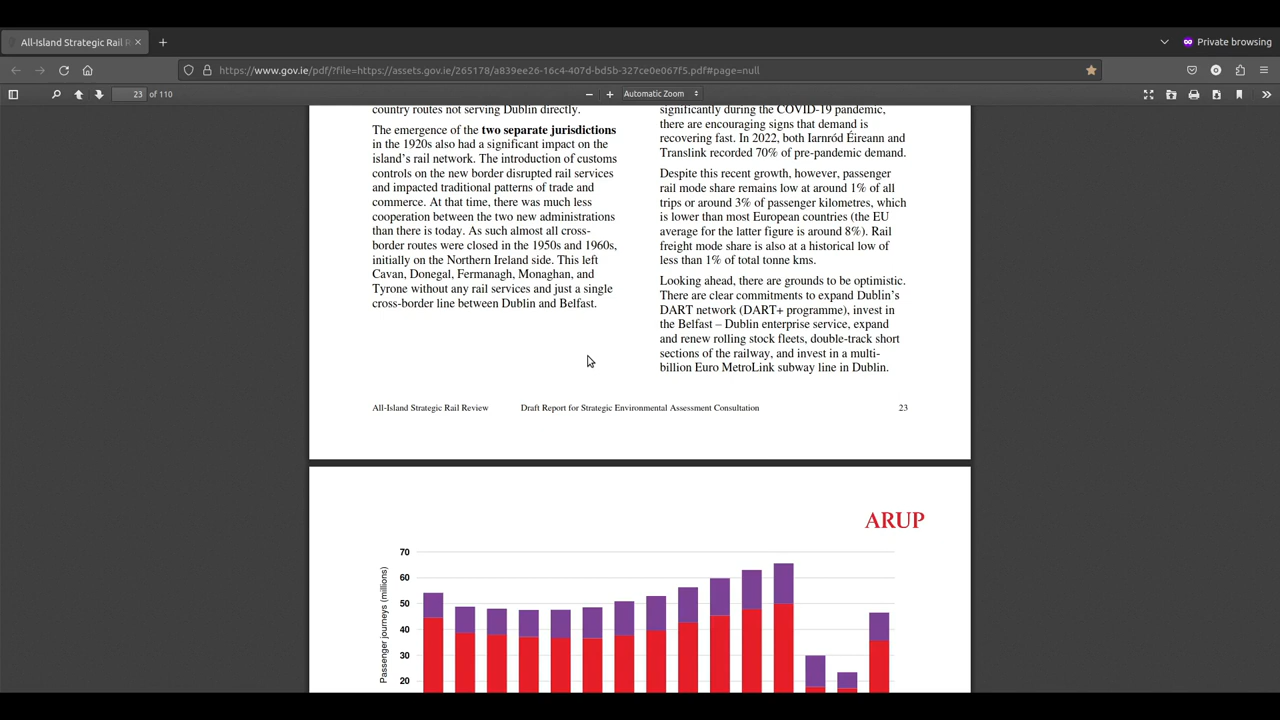 All-Island Strategic Rail R
Private browsing
https://www.gov.ie/pdf/?file=https://assets.gov.ie/265178/a839ee26-16c4-407d-bd5b-327ce0e067f5.pdf#page=null
23 of 110
Automatic Zoom
country routes not serving Dublin directly.
The emergence of the two separate jurisdictions
in the 1920s also had a significant impact on the
island's rail network. The introduction of customs
controls on the new border disrupted rail services
and impacted traditional patterns of trade and
commerce. At that time, there was much less
cooperation between the two new administrations
than there is today. As such almost all cross-
border routes were closed in the 1950s and 1960s,
initially on the Northern Ireland side. This left
Cavan, Donegal, Fermanagh, Monaghan, and
Tyrone without any rail services and just a single
cross-border line between Dublin and Belfast.
significantly during the COVID-19 pandemic,
there are encouraging signs that demand is
recovering fast. In 2022, both Iarnród Éireann and
Translink recorded 70% of pre-pandemic demand.
Despite this recent growth, however, passenger
rail mode share remains low at around 1% of all
trips or around 3% of passenger kilometres, which
is lower than most European countries (the EU
average for the latter figure is around 8%). Rail
freight mode share is also at a historical low of
less than 1% of total tonne kms.
Looking ahead, there are grounds to be optimistic.
There are clear commitments to expand Dublin's
DART network (DART+ programme), invest in
the Belfast – Dublin enterprise service, expand
and renew rolling stock fleets, double-track short
sections of the railway, and invest in a multi-
billion Euro MetroLink subway line in Dublin.
All-Island Strategic Rail Review Draft Report for Strategic Environmental Assessment Consultation 23
ARUP
Passenger journeys (millions)
70
60
50
40
30
20